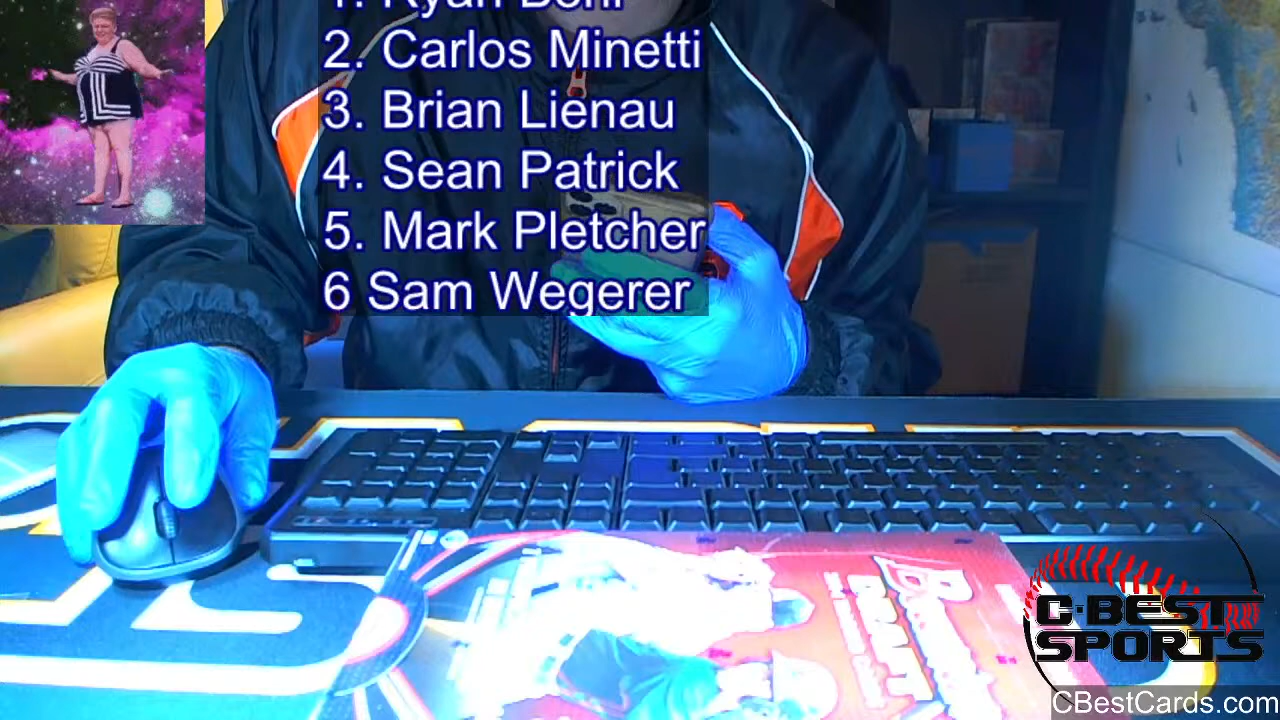 2. Carlos Minetti
3. Brian Lienau
4. Sean Patrick
5. Mark Pletcher
6 Sam Wegerer
C·BEST
SPORTS
CBestCards.com